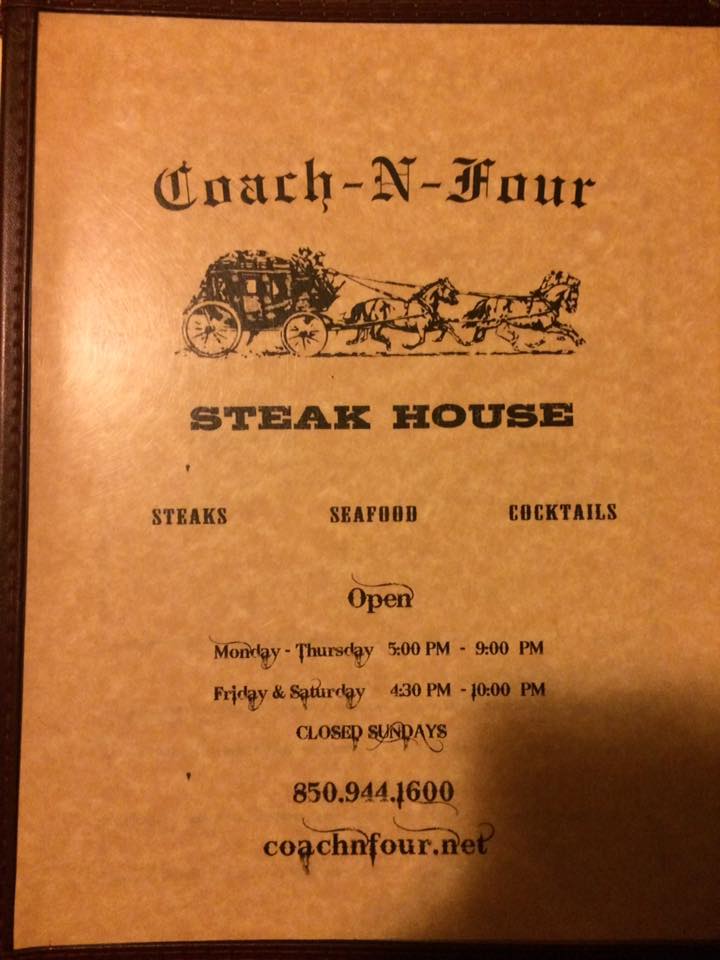 Coach-N-Four
STEAK HOUSE
STEAKS SEAFOOD COCKTAILS
Open
Monday - Thursday 5:00 PM - 9:00 PM
Friday & Saturday 4:30 PM - 10:00 PM
CLOSED SUNDAYS
850.944.1600
coachnfour.net